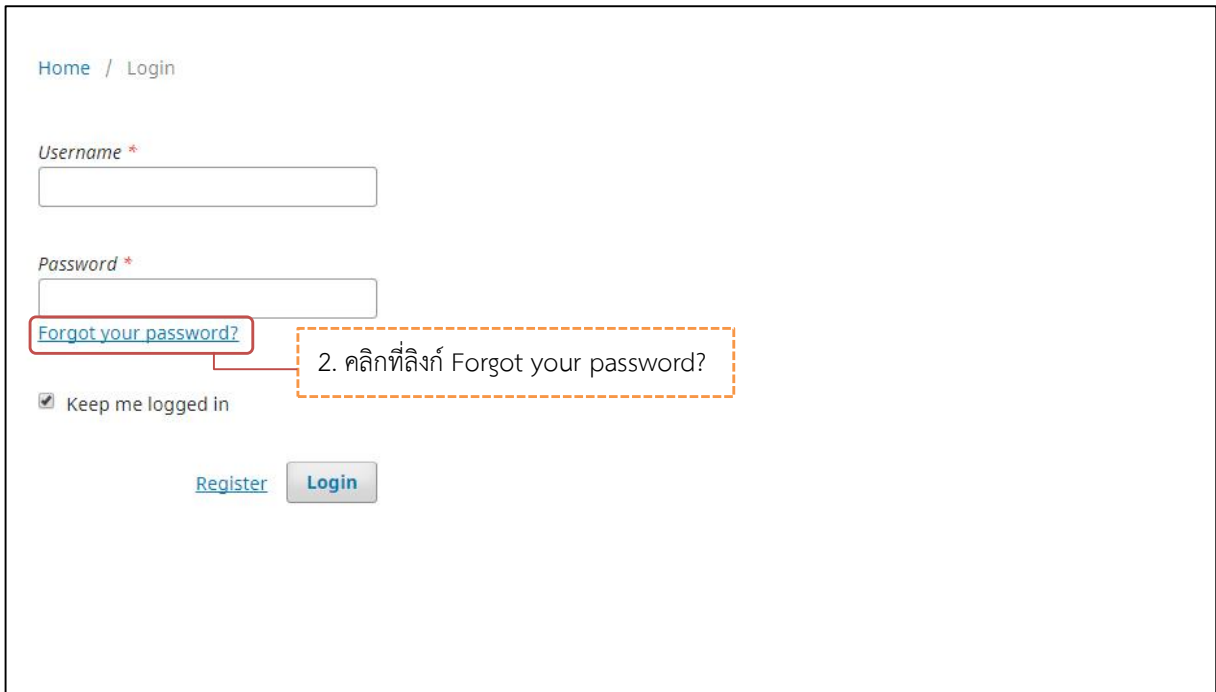 Home / Login
Username *
Password *
Forgot your password?
2. คลิกที่ลิงก์ Forgot your password?
Keep me logged in
Register Login